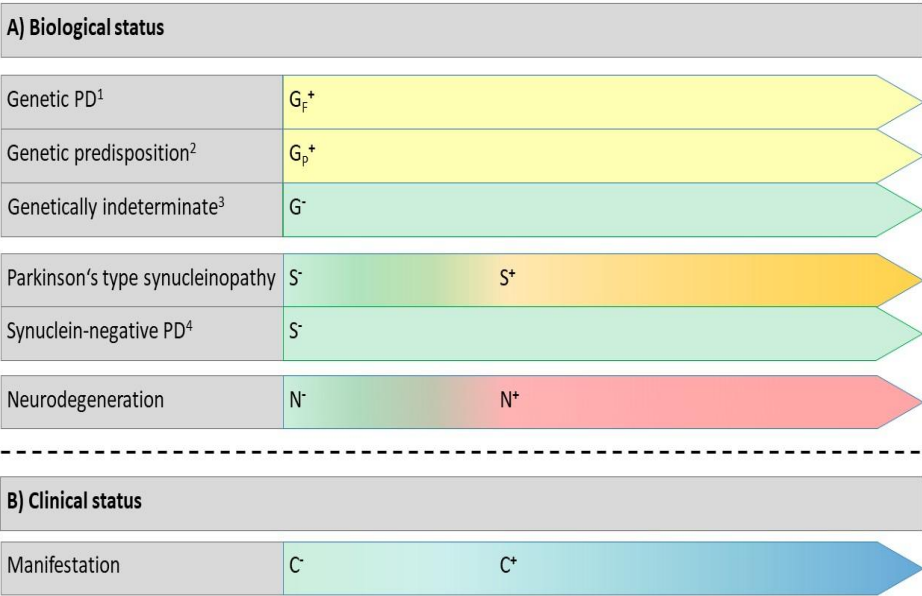 A) Biological status
Genetic PD¹ G_F⁺
Genetic predisposition² G_P⁺
Genetically indeterminate³ G⁻
Parkinson‘s type synucleinopathy S⁻ S⁺
Synuclein-negative PD⁴ S⁻
Neurodegeneration N⁻ N⁺
B) Clinical status
Manifestation C⁻ C⁺